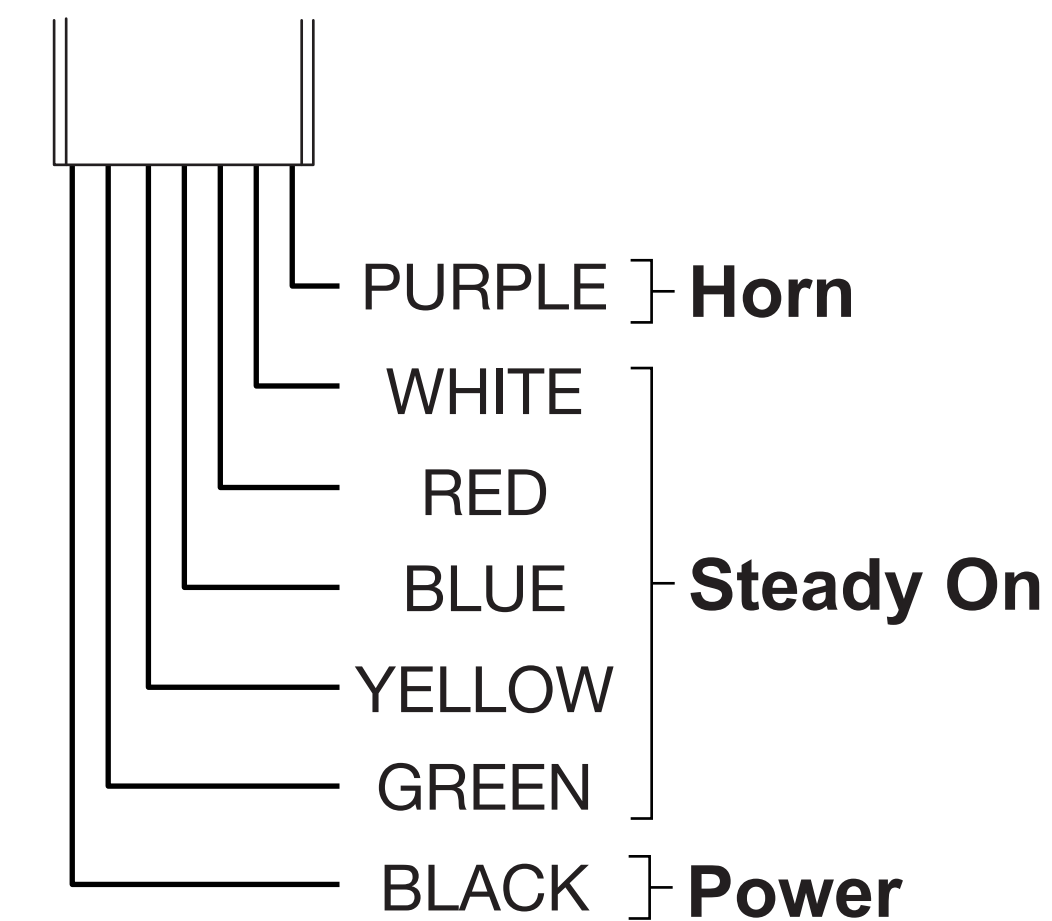 PURPLE Horn
WHITE
RED
BLUE Steady On
YELLOW
GREEN
BLACK Power